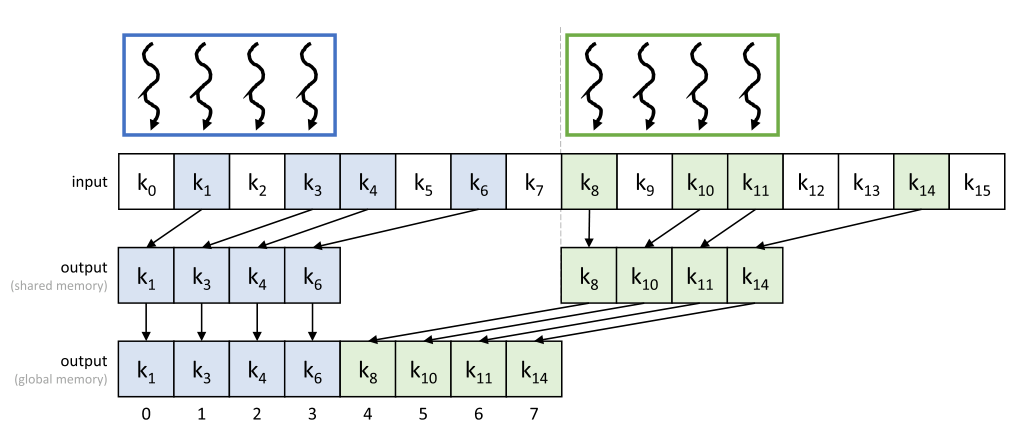 input k0 k1 k2 k3 k4 k5 k6 k7 k8 k9 k10 k11 k12 k13 k14 k15
output k1 k3 k4 k6 k8 k10 k11 k14
(shared memory)
output k1 k3 k4 k6 k8 k10 k11 k14
(global memory)
0 1 2 3 4 5 6 7